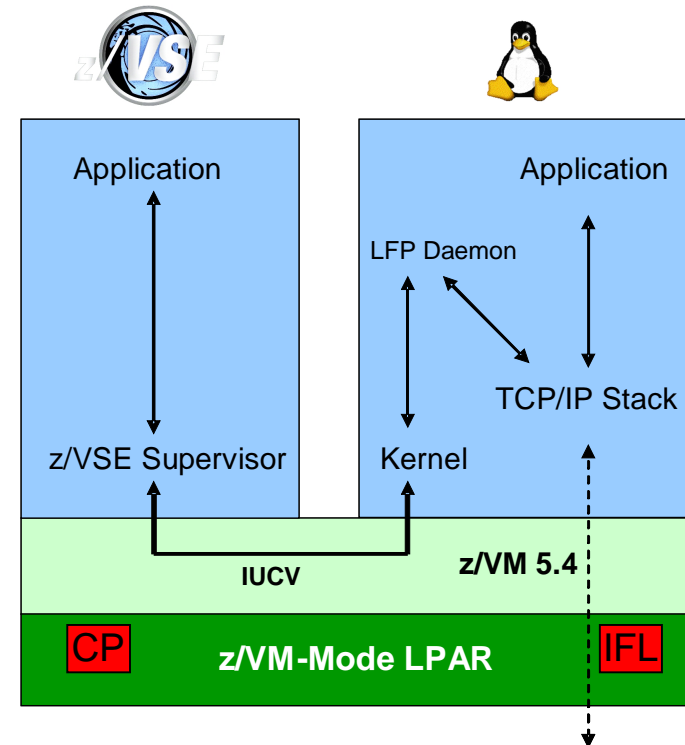 z/VSE
Application
Application
LFP Daemon
TCP/IP Stack
z/VSE Supervisor
Kernel
IUCV
z/VM 5.4
CP
z/VM-Mode LPAR
IFL